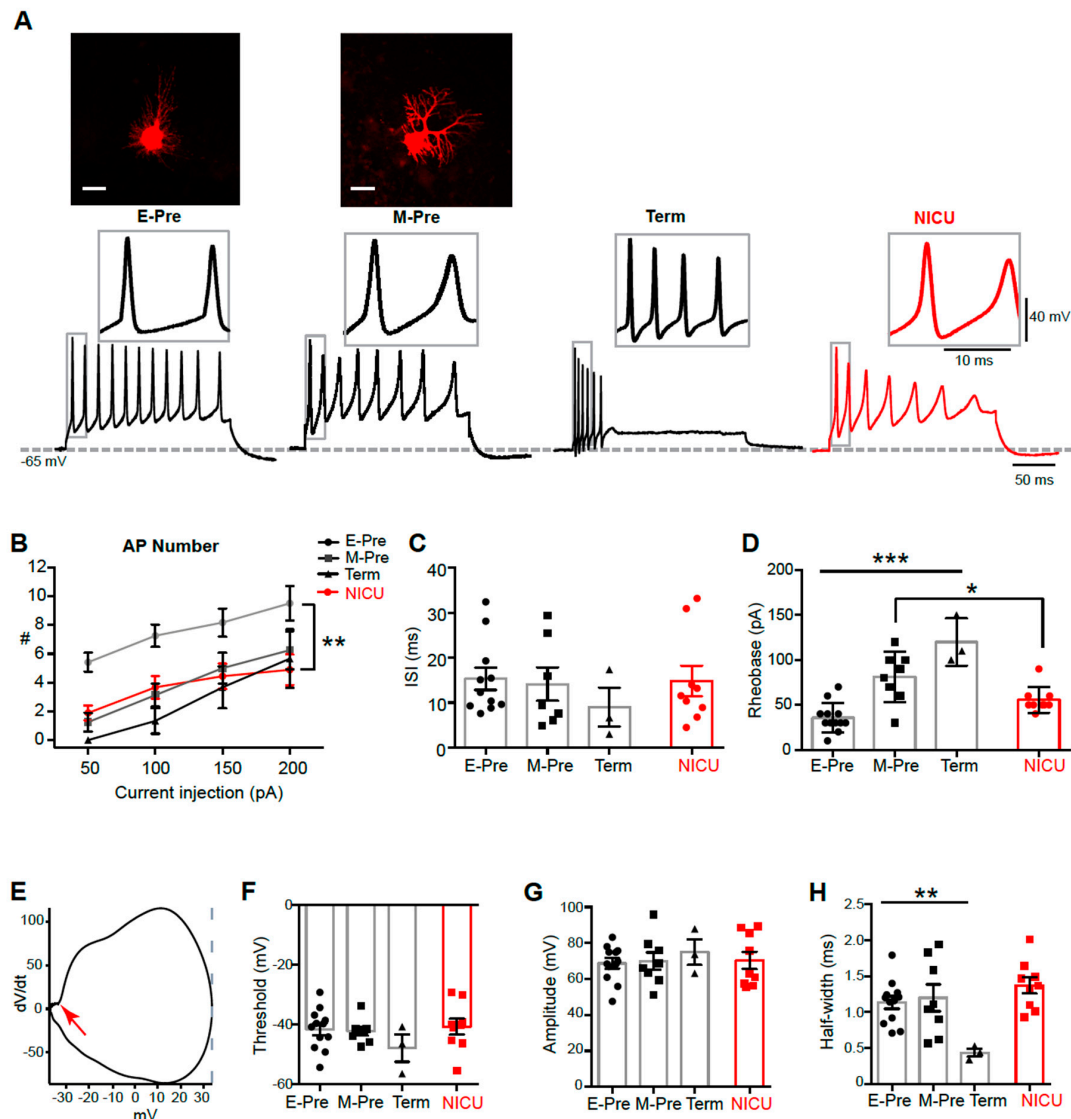 A
E-Pre
M-Pre
Term
NICU
40 mV
10 ms
-65 mV
50 ms
B
AP Number
E-Pre
M-Pre
Term
NICU
12
10
8
6
4
2
0
#
**
50
100
150
200
Current injection (pA)
C
40
30
20
10
0
ISI (ms)
E-Pre
M-Pre
Term
NICU
D
200
150
100
50
0
Rheobase (pA)
***
*
E-Pre
M-Pre
Term
NICU
E
100
50
0
-50
dV/dt
-30
-10
0
10
20
30
mV
F
0
-20
-40
-60
Threshold (mV)
E-Pre
M-Pre
Term
NICU
G
100
80
60
40
20
0
Amplitude (mV)
E-Pre
M-Pre
Term
NICU
H
2.5
2.0
1.5
1.0
0.5
0
Half-width (ms)
**
E-Pre
M-Pre
Term
NICU